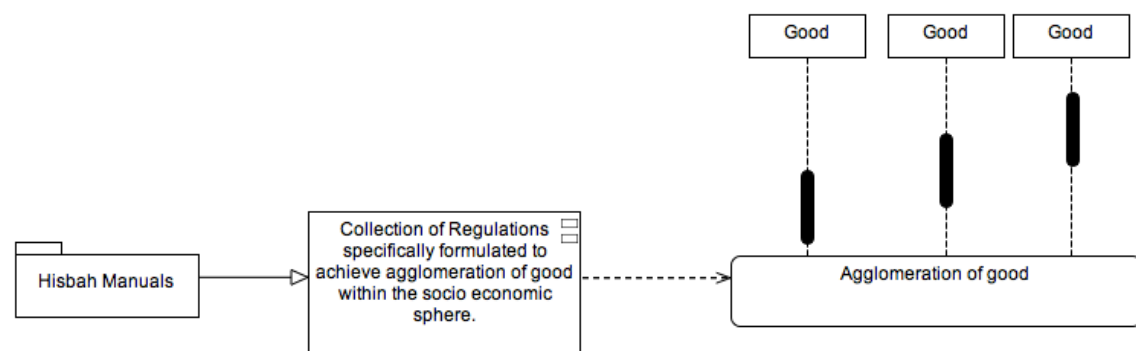 Good
Good
Good
Hisbah Manuals
Collection of Regulations
specifically formulated to
achieve agglomeration of good
within the socio economic
sphere.
Agglomeration of good